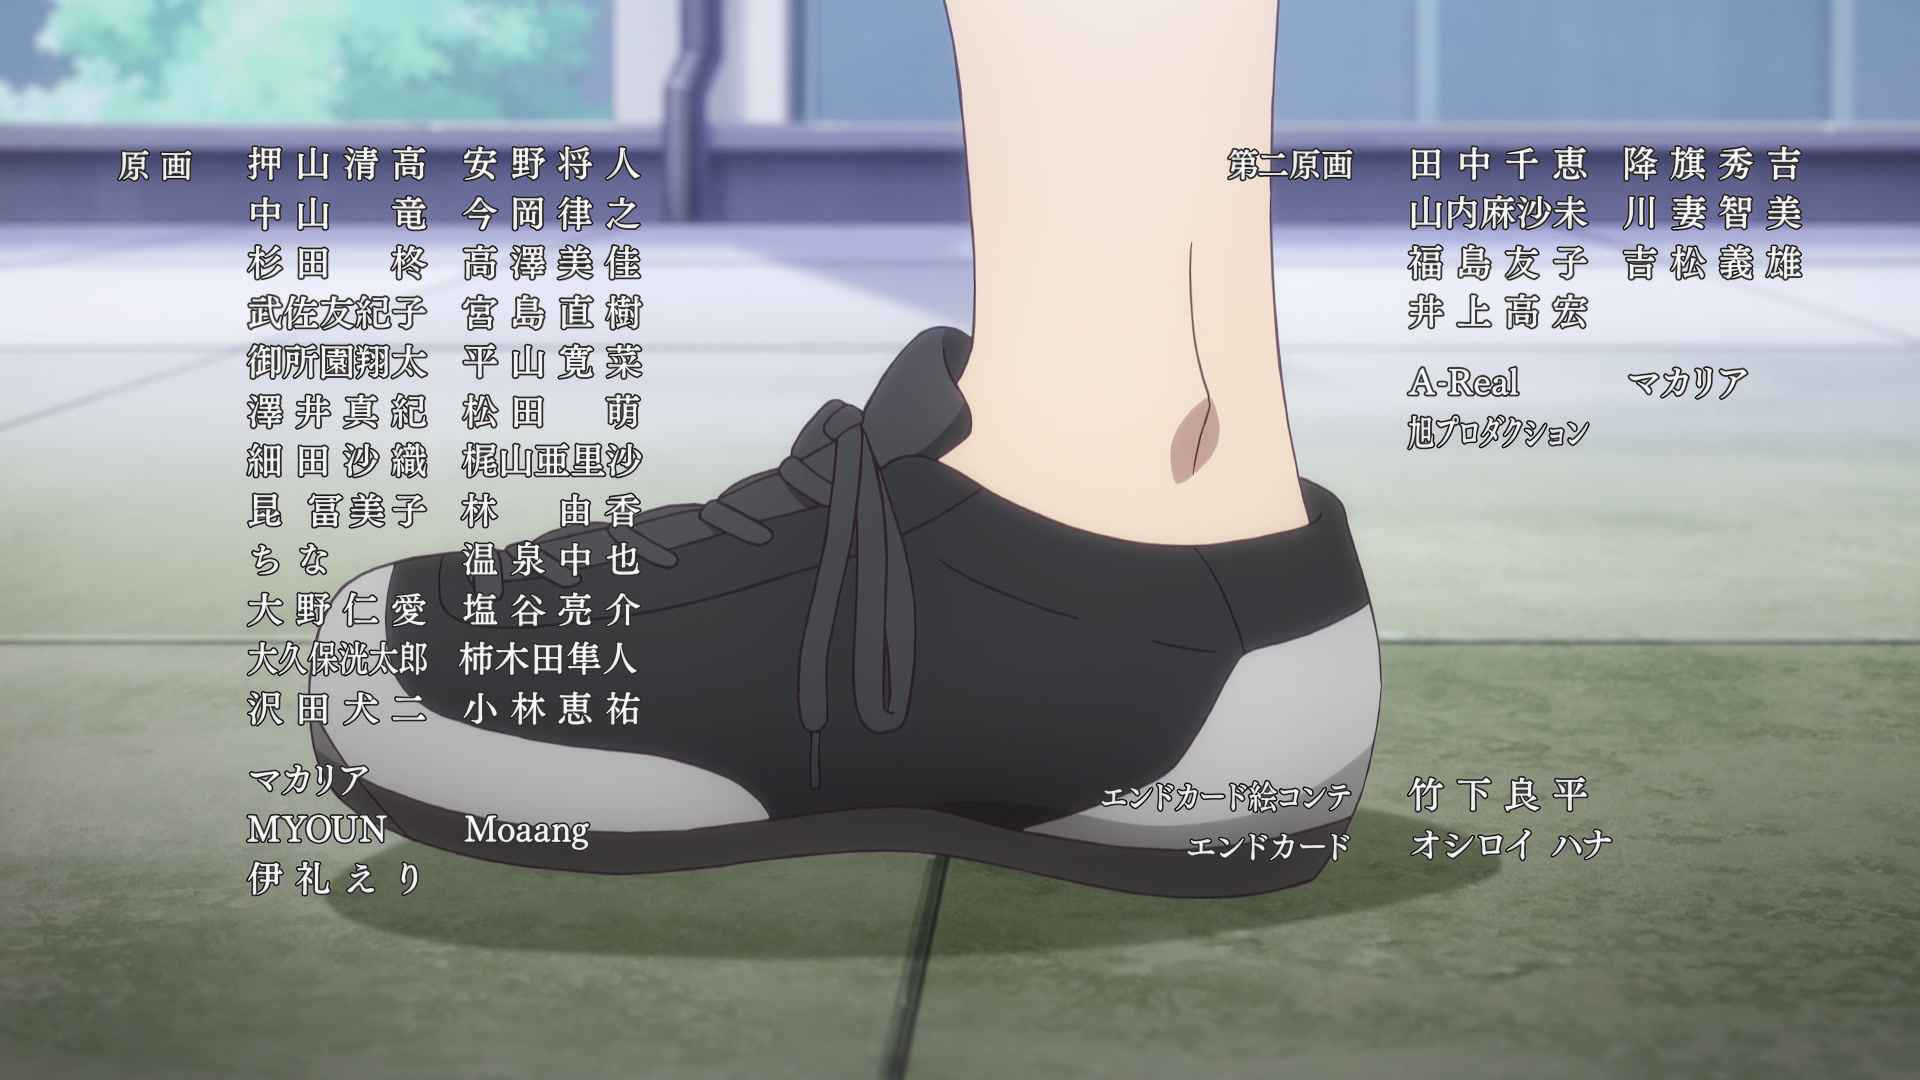 原画
押山清高 安野将人
中山 竜 今岡律之
杉田 柊 高澤美佳
武佐友紀子 宮島直樹
御所園翔太 平山寛菜
澤井真紀 松田 萌
細田沙織 梶山亜里沙
昆 冨美子 林 由香
ちな 温泉中也
大野仁愛 塩谷亮介
大久保洸太郎 柿木田隼人
沢田犬二 小林恵祐
マカリア
MYOUN Moaang
伊礼えり
第二原画
田中千恵 降旗秀吉
山内麻沙未 川妻智美
福島友子 吉松義雄
井上高宏
A-Real マカリア
旭プロダクション
エンドカード絵コンテ 竹下良平
エンドカード オシロイ ハナ